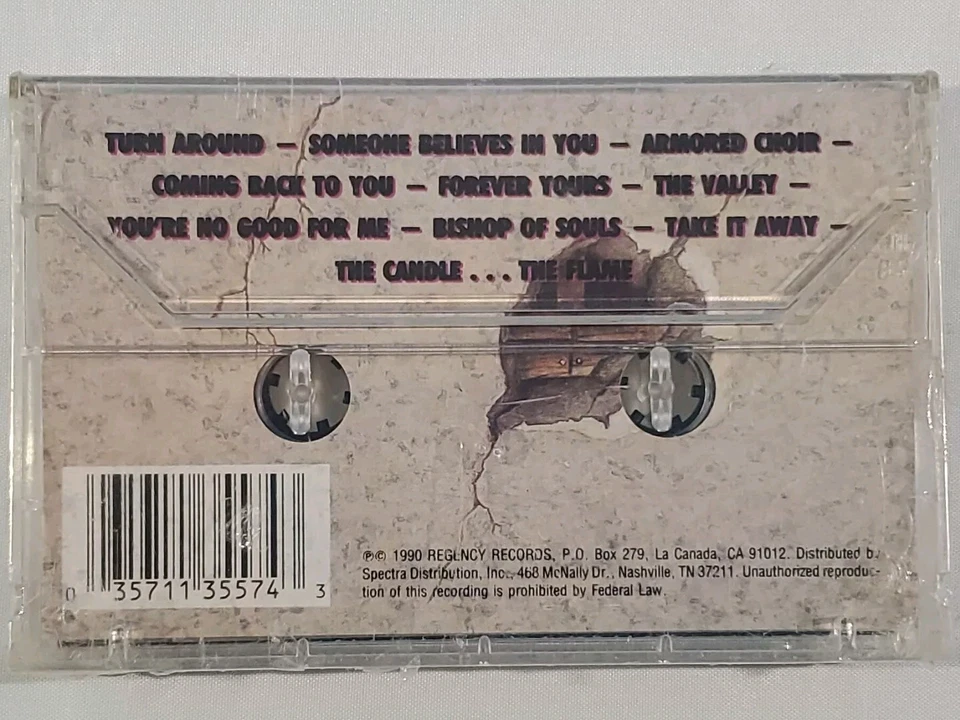 TURN AROUND — SOMEONE BELIEVES IN YOU — ARMORED CHOIR —
COMING BACK TO YOU — FOREVER YOURS — THE VALLEY —
YOU'RE NO GOOD FOR ME — BISHOP OF SOULS — TAKE IT AWAY —
THE CANDLE . . . THE FLAME
℗© 1990 REGENCY RECORDS, P.O. Box 279, La Canada, CA 91012. Distributed by
Spectra Distribution, Inc., 468 McNally Dr., Nashville, TN 37211. Unauthorized reproduc-
tion of this recording is prohibited by Federal Law.
0 35711 35574 3